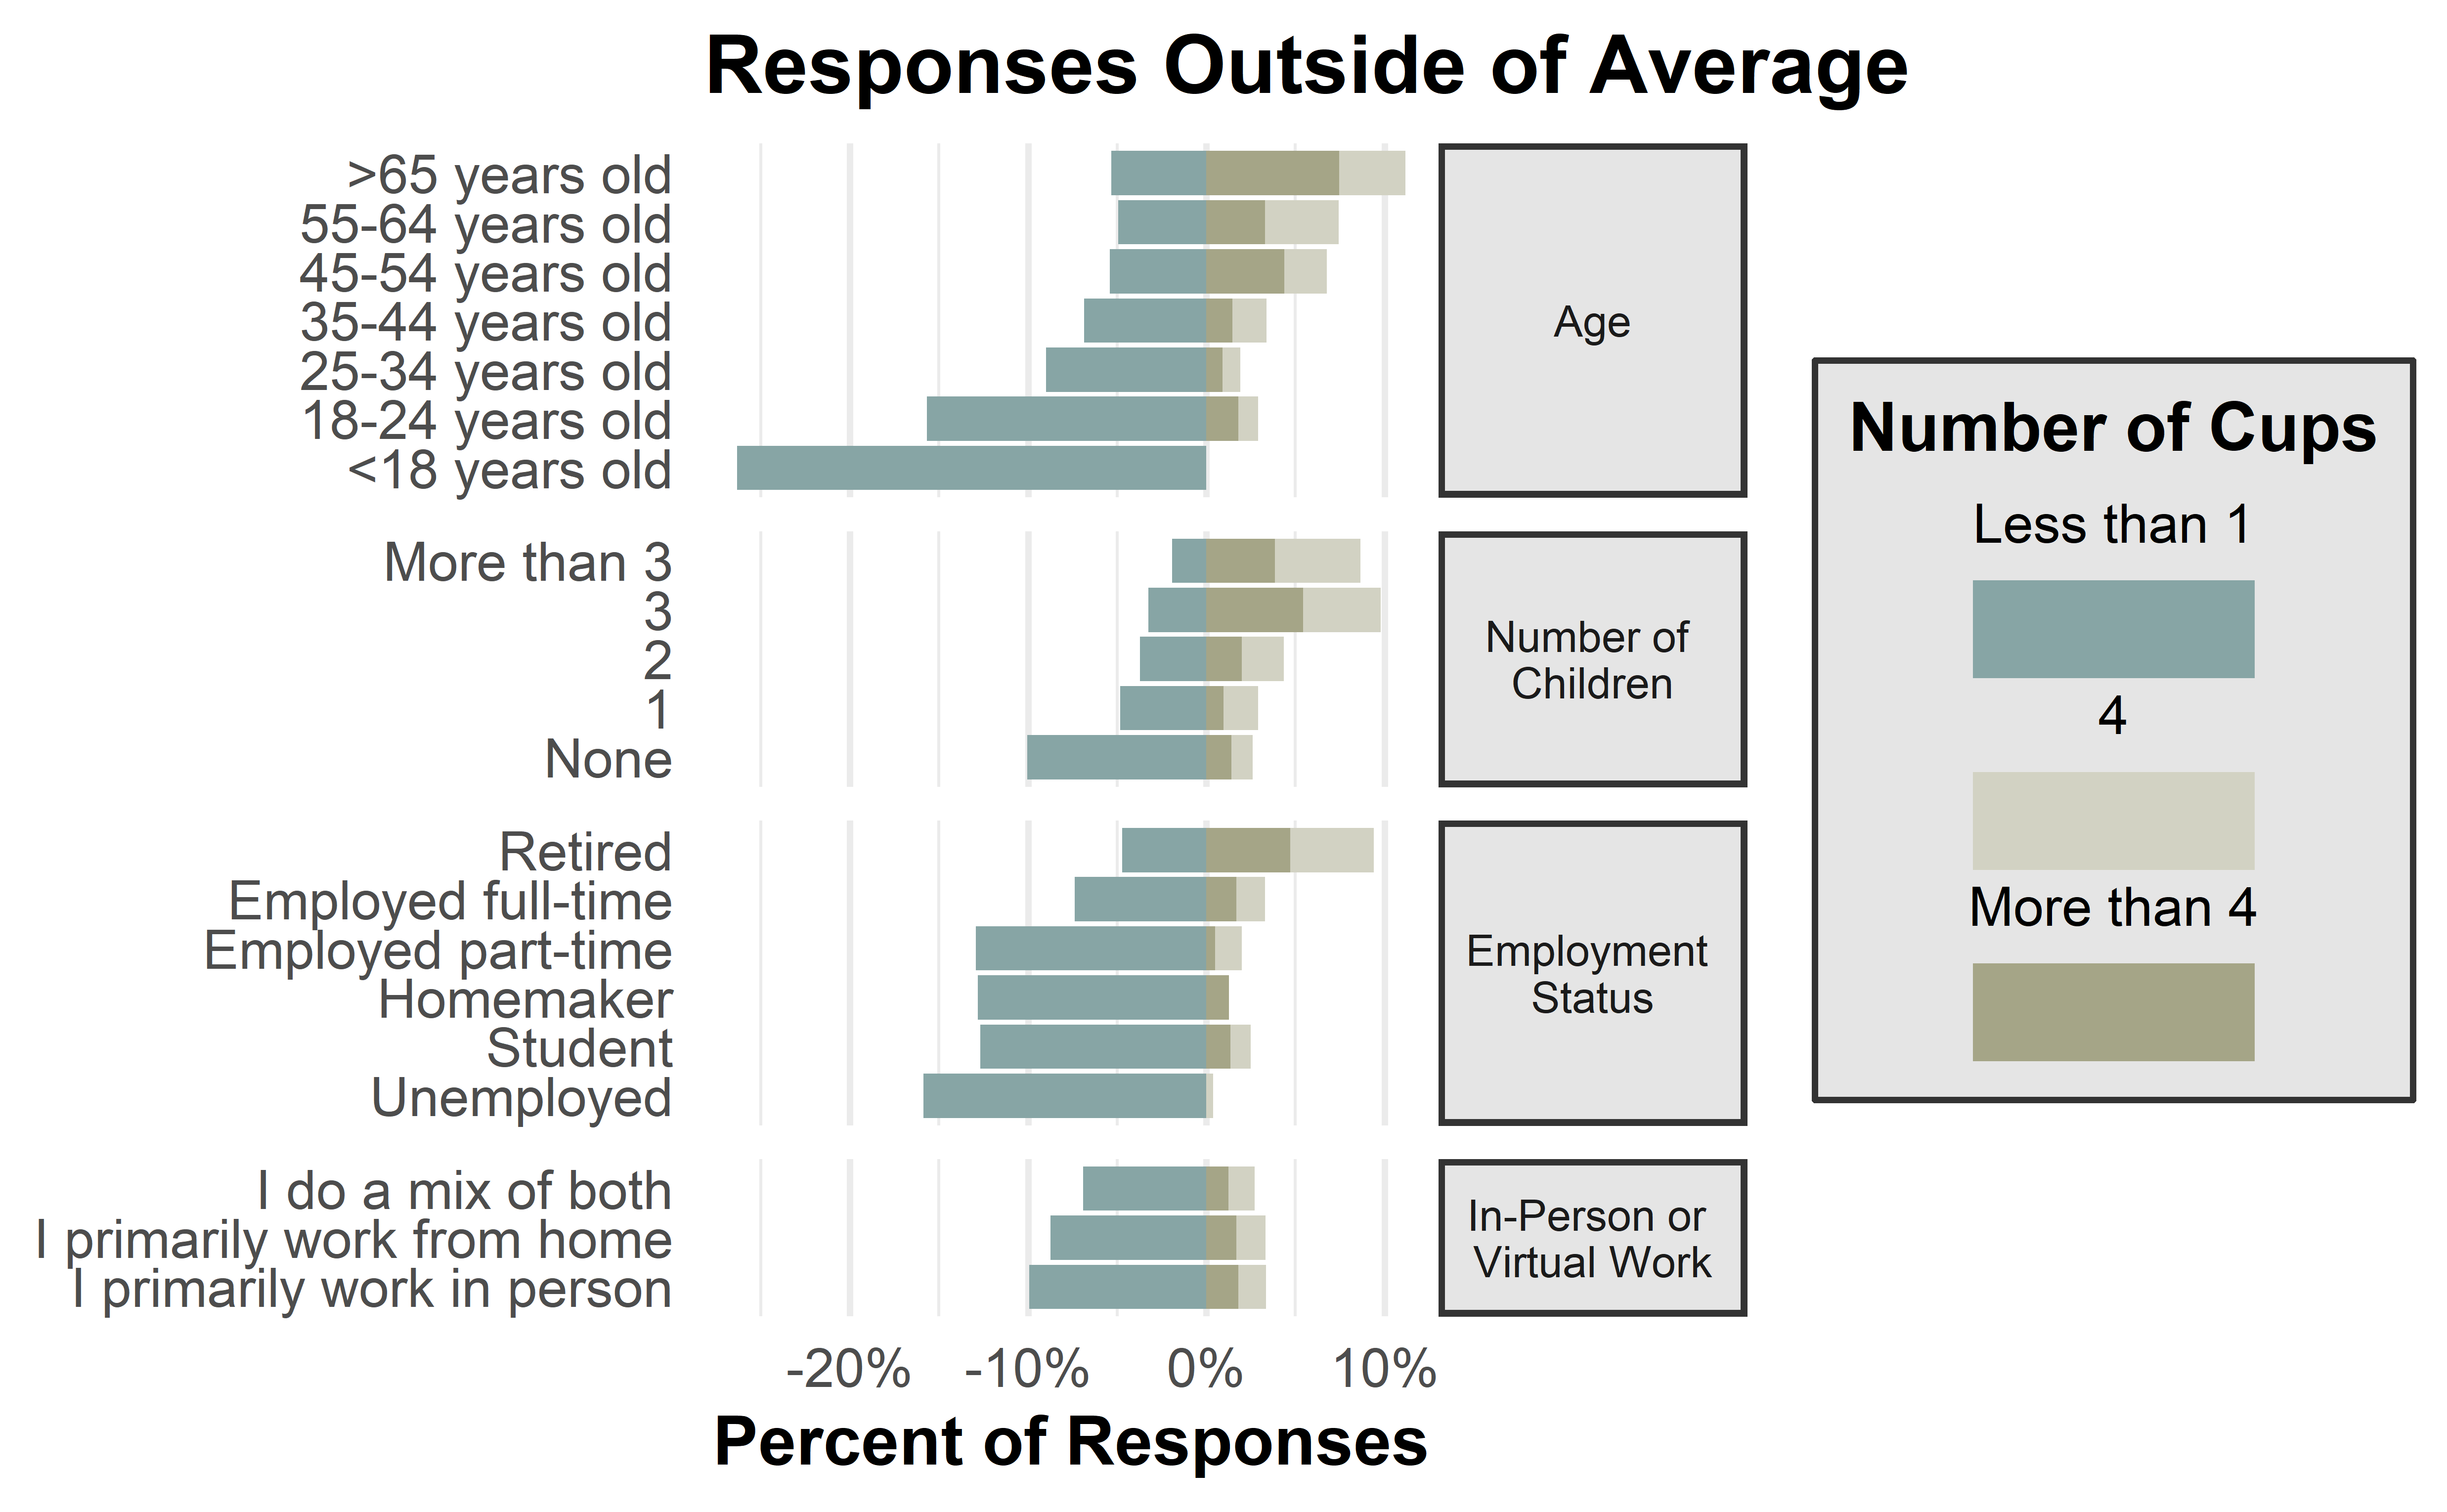 Responses Outside of Average
>65 years old
55-64 years old
45-54 years old
35-44 years old
25-34 years old
18-24 years old
<18 years old
Age
More than 3
3
2
1
None
Number of
Children
Retired
Employed full-time
Employed part-time
Homemaker
Student
Unemployed
Employment
Status
I do a mix of both
I primarily work from home
I primarily work in person
In-Person or
Virtual Work
-20%
-10%
0%
10%
Percent of Responses
Number of Cups
Less than 1
4
More than 4